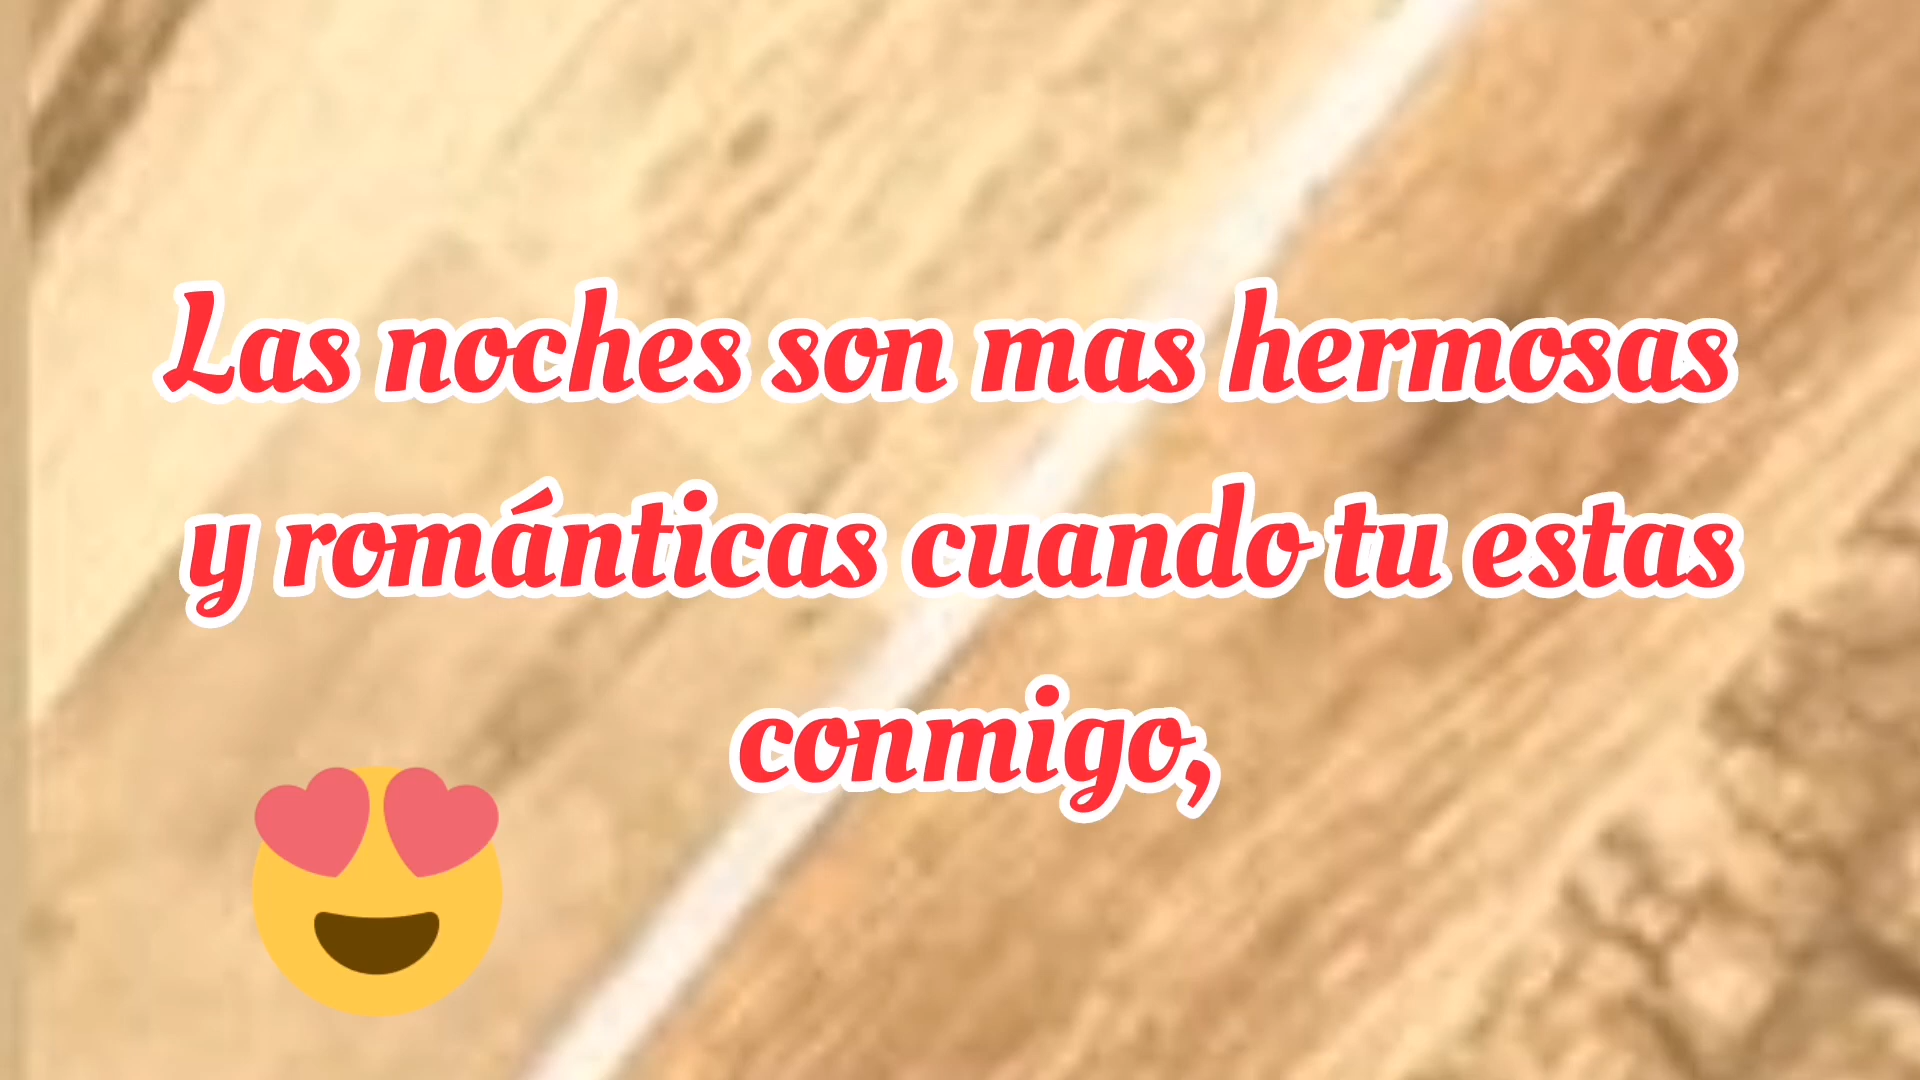 Las noches son mas hermosas
y románticas cuando tu estas
conmigo,